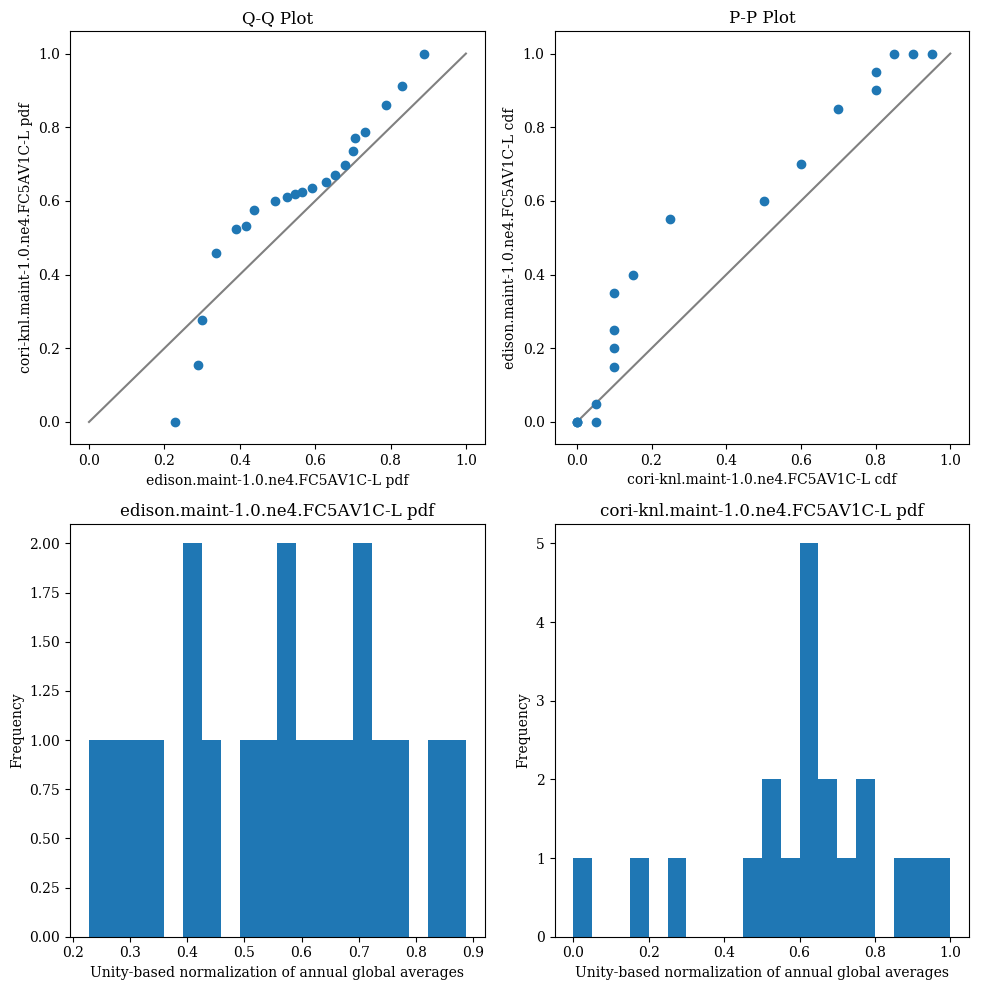 Q-Q Plot
1.0
0.8
0.6
0.4
0.2
0.0
cori-knl.maint-1.0.ne4.FC5AV1C-L pdf
0.0 0.2 0.4 0.6 0.8 1.0
edison.maint-1.0.ne4.FC5AV1C-L pdf
P-P Plot
1.0
0.8
0.6
0.4
0.2
0.0
edison.maint-1.0.ne4.FC5AV1C-L cdf
0.0 0.2 0.4 0.6 0.8 1.0
cori-knl.maint-1.0.ne4.FC5AV1C-L cdf
edison.maint-1.0.ne4.FC5AV1C-L pdf
2.00
1.75
1.50
1.25
1.00
0.75
0.50
0.25
0.00
Frequency
0.2 0.3 0.4 0.5 0.6 0.7 0.8 0.9
Unity-based normalization of annual global averages
cori-knl.maint-1.0.ne4.FC5AV1C-L pdf
5
4
3
2
1
0
Frequency
0.0 0.2 0.4 0.6 0.8 1.0
Unity-based normalization of annual global averages